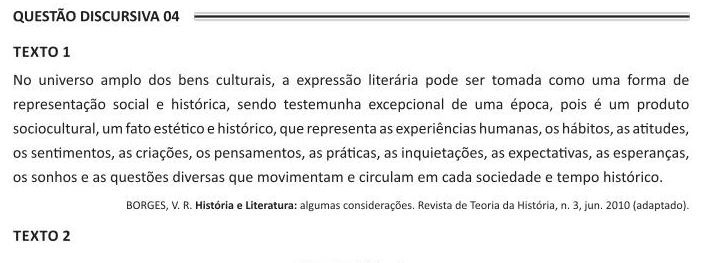 QUESTÃO DISCURSIVA 04
TEXTO 1
No universo amplo dos bens culturais, a expressão literária pode ser tomada como uma forma de
representação social e histórica, sendo testemunha excepcional de uma época, pois é um produto
sociocultural, um fato estético e histórico, que representa as experiências humanas, os hábitos, as atitudes,
os sentimentos, as criações, os pensamentos, as práticas, as inquietações, as expectativas, as esperanças,
os sonhos e as questões diversas que movimentam e circulam em cada sociedade e tempo histórico.
BORGES, V. R. História e Literatura: algumas considerações. Revista de Teoria da História, n. 3, jun. 2010 (adaptado).
TEXTO 2